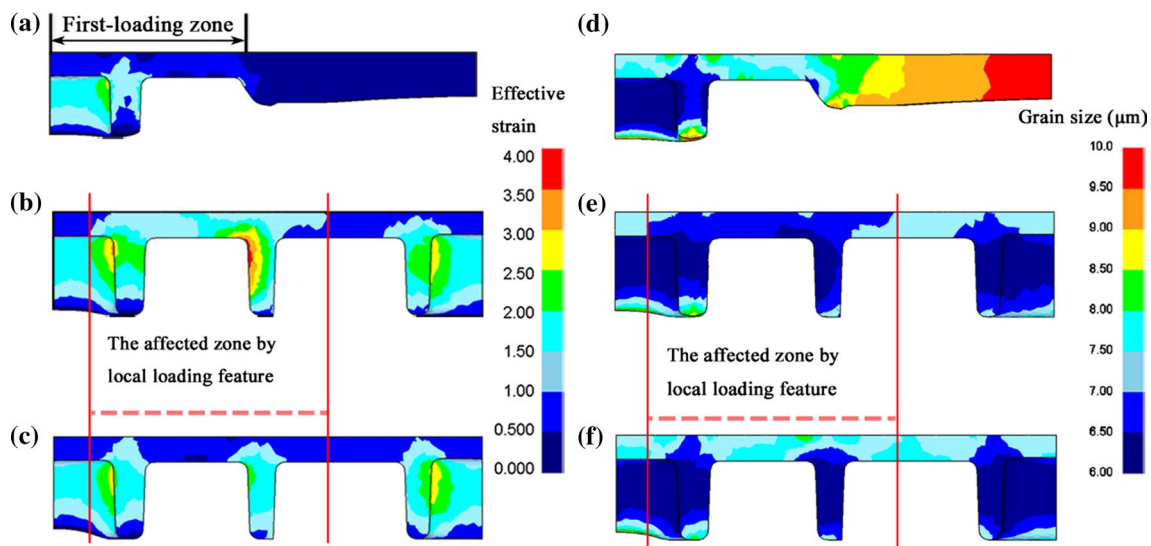 (a)
First-loading zone
(d)
Effective
strain
Grain size (μm)
4.00
3.50
3.00
2.50
2.00
1.50
1.00
0.500
0.000
10.0
9.50
9.00
8.50
8.00
7.50
7.00
6.50
6.00
(b)
(e)
The affected zone by
local loading feature
The affected zone by
local loading feature
(c)
(f)